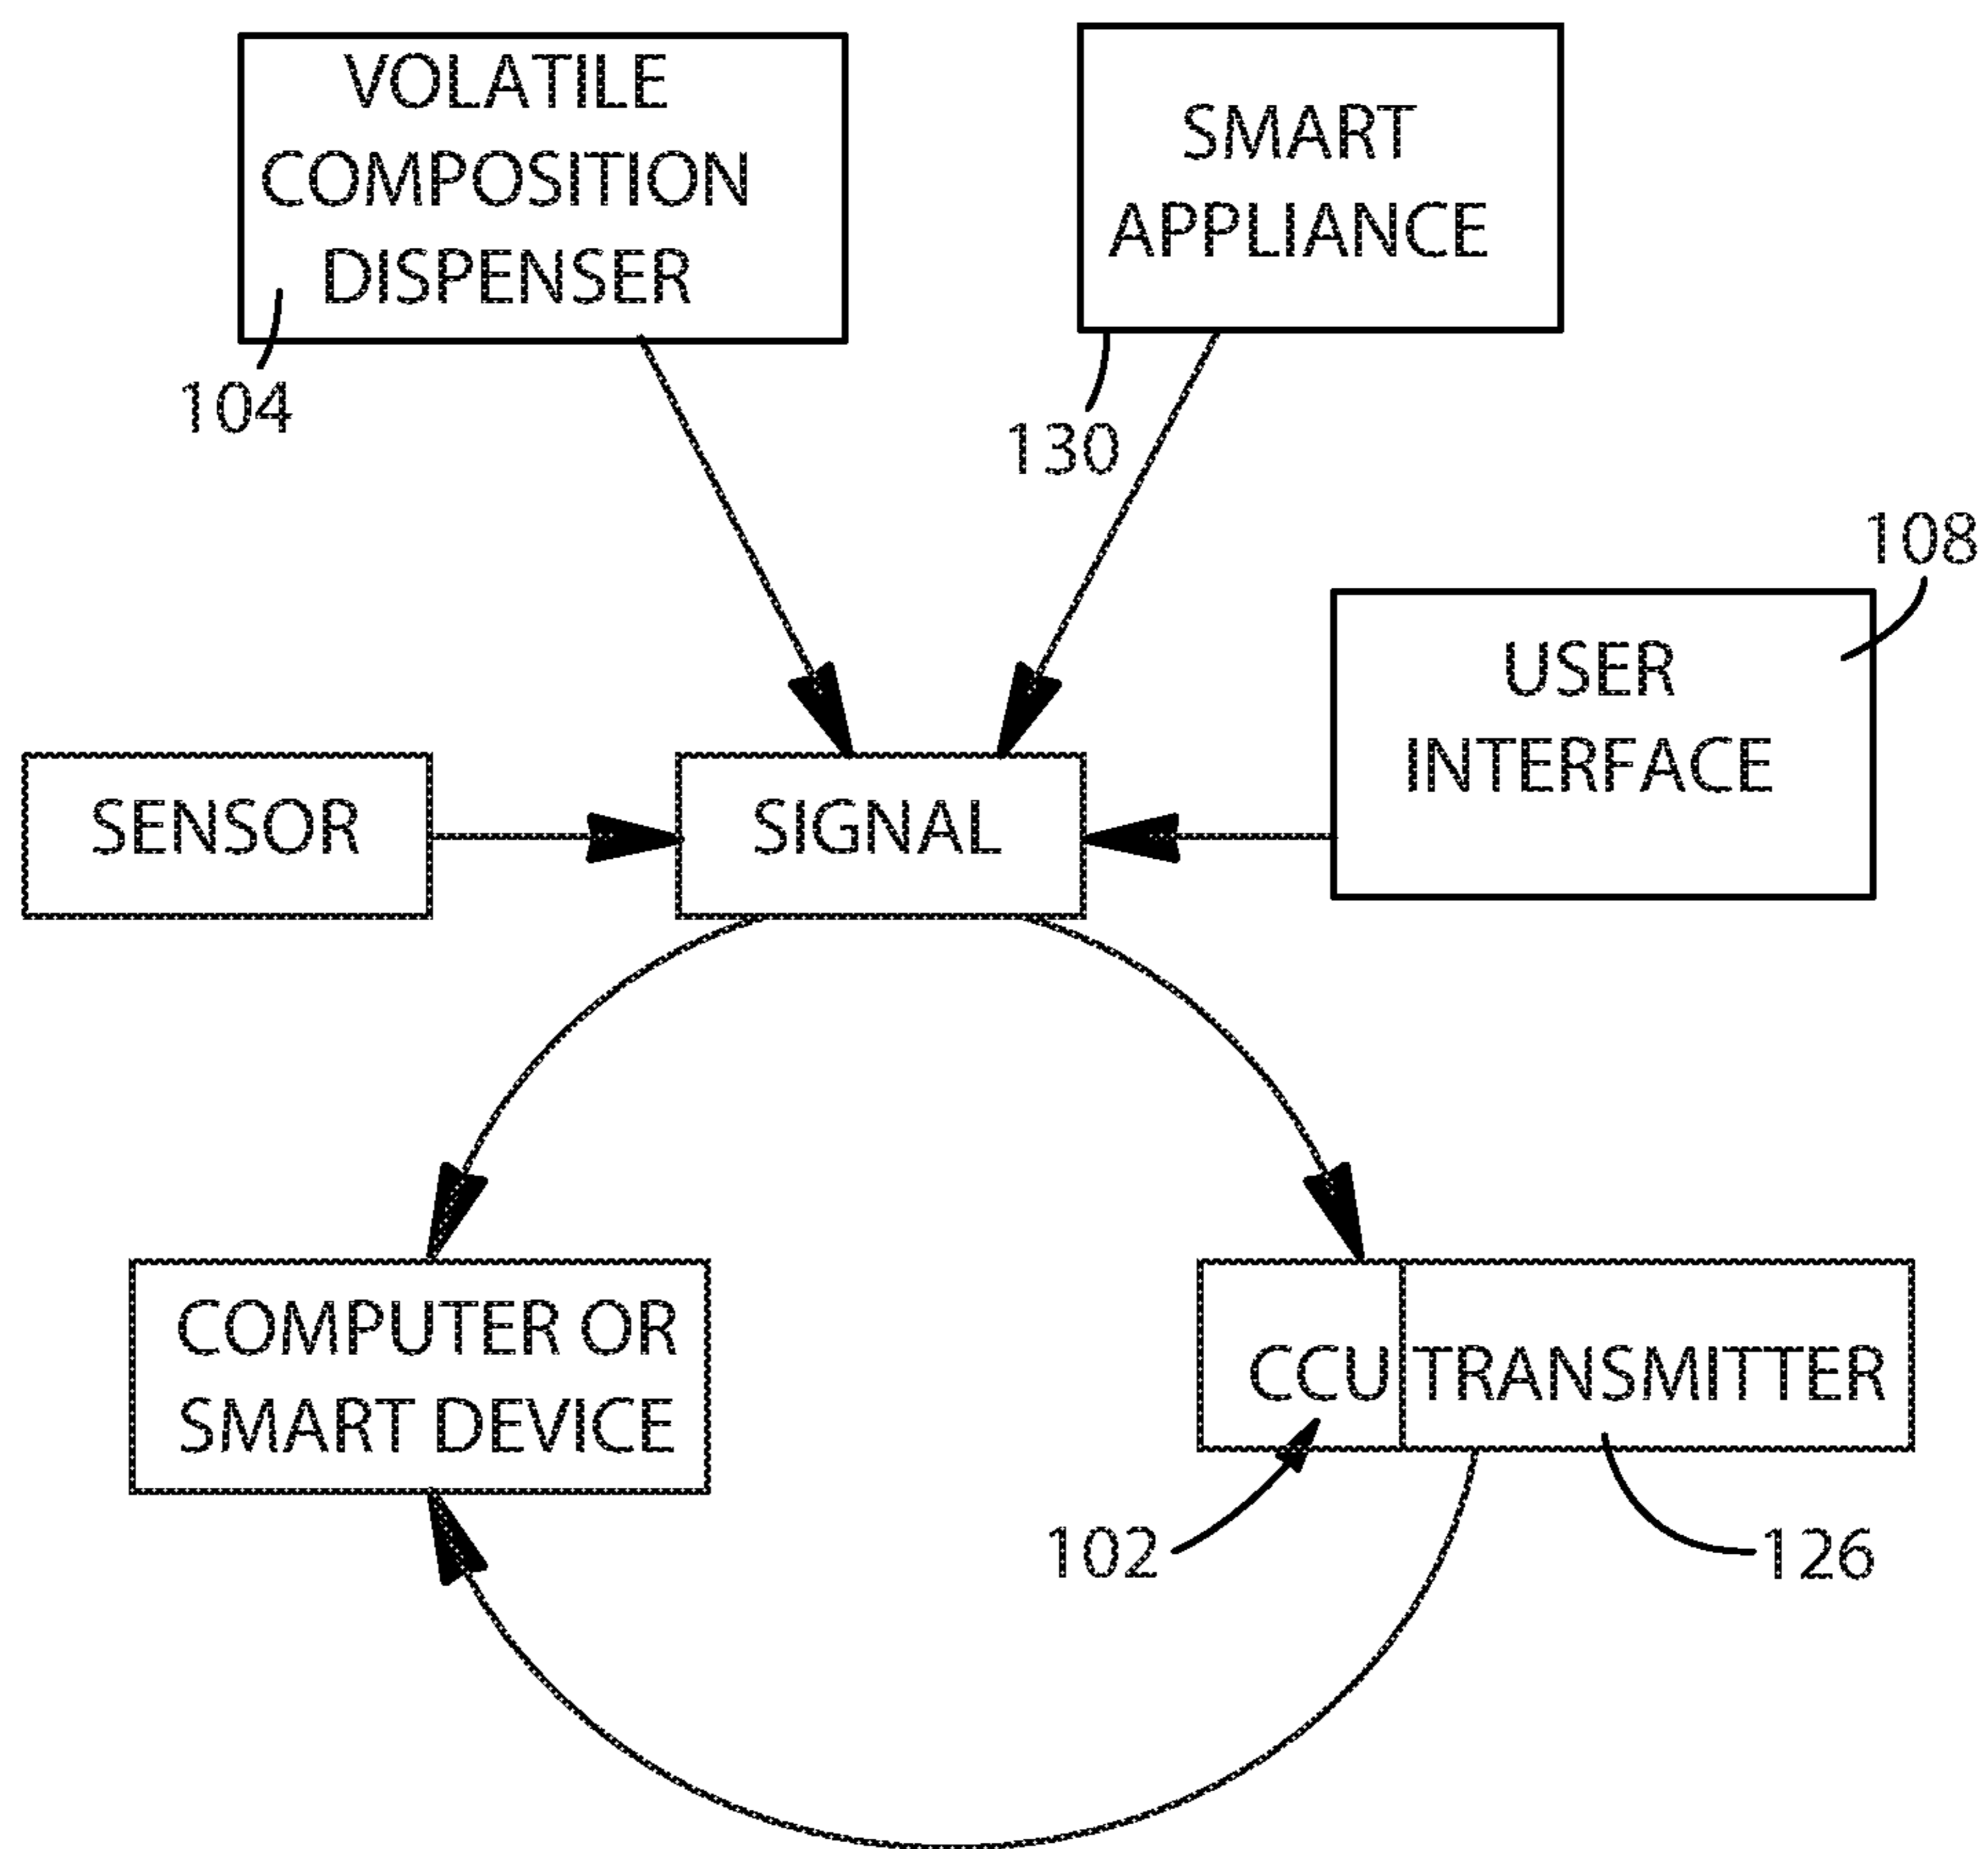 VOLATILE
COMPOSITION
DISPENSER
104
SMART
APPLIANCE
130
108
USER
INTERFACE
SENSOR
SIGNAL
COMPUTER OR
SMART DEVICE
CCU
TRANSMITTER
102
126